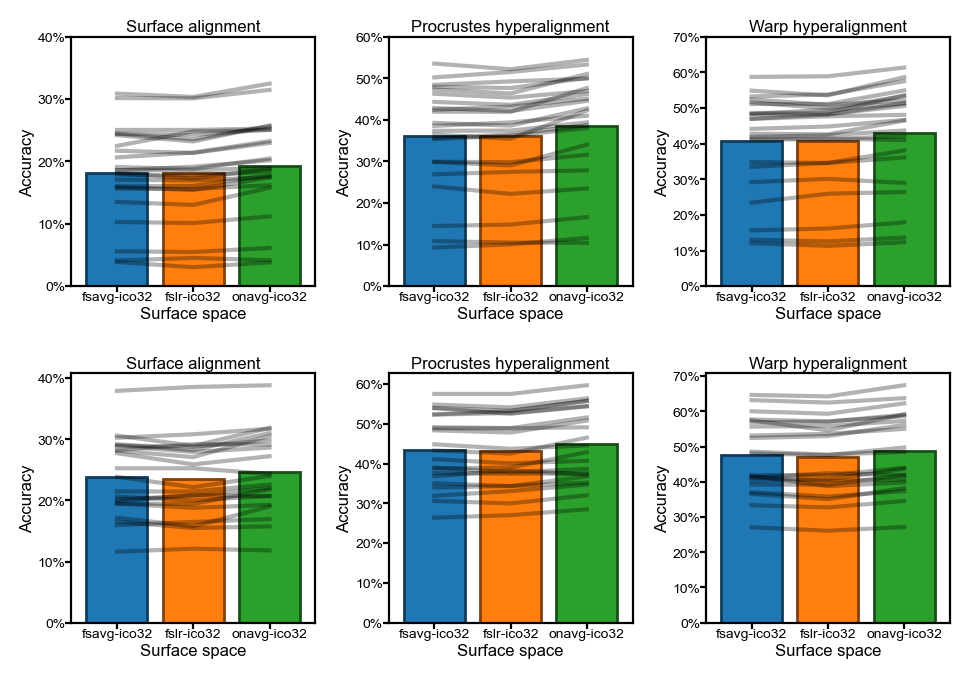 Surface alignment
Procrustes hyperalignment
Warp hyperalignment
40%
30%
20%
10%
0%
Accuracy
fsavg-ico32 fslr-ico32 onavg-ico32
Surface space
60%
50%
40%
30%
20%
10%
0%
Accuracy
fsavg-ico32 fslr-ico32 onavg-ico32
Surface space
70%
60%
50%
40%
30%
20%
10%
0%
Accuracy
fsavg-ico32 fslr-ico32 onavg-ico32
Surface space
Surface alignment
Procrustes hyperalignment
Warp hyperalignment
40%
30%
20%
10%
0%
Accuracy
fsavg-ico32 fslr-ico32 onavg-ico32
Surface space
60%
50%
40%
30%
20%
10%
0%
Accuracy
fsavg-ico32 fslr-ico32 onavg-ico32
Surface space
70%
60%
50%
40%
30%
20%
10%
0%
Accuracy
fsavg-ico32 fslr-ico32 onavg-ico32
Surface space